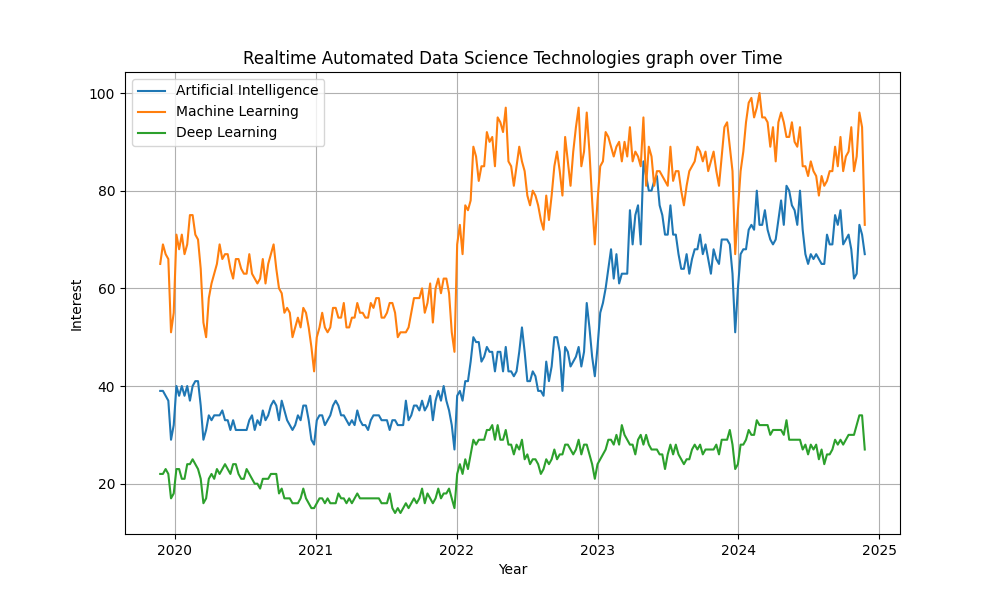 Realtime Automated Data Science Technologies graph over Time
Artificial Intelligence
Machine Learning
Deep Learning
100
80
60
40
20
Interest
2020 2021 2022 2023 2024 2025
Year